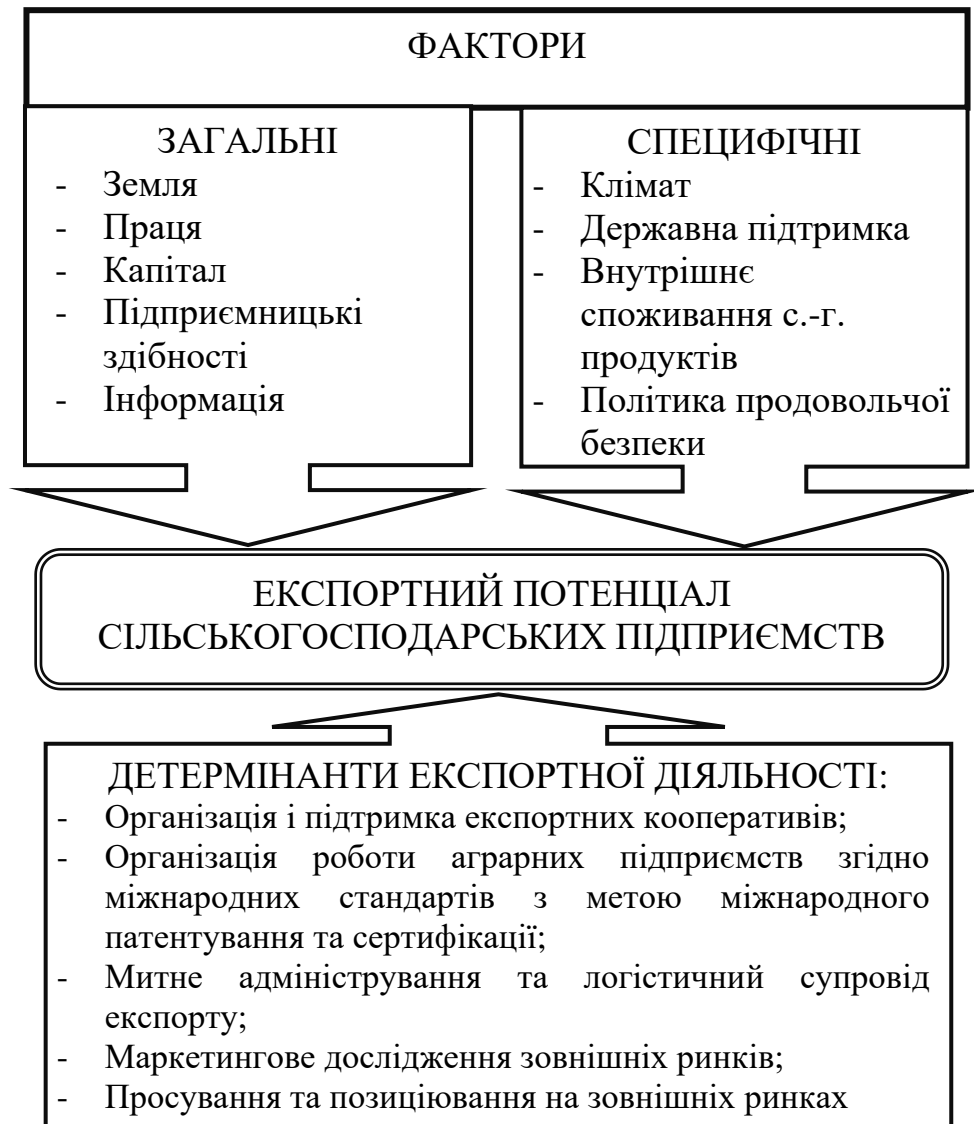 ФАКТОРИ
ЗАГАЛЬНІ
- Земля
- Праця
- Капітал
- Підприємницькі
здібності
- Інформація
СПЕЦИФІЧНІ
- Клімат
- Державна підтримка
- Внутрішнє
споживання с.-г.
продуктів
- Політика продовольчої
безпеки
ЕКСПОРТНИЙ ПОТЕНЦІАЛ
СІЛЬСЬКОГОСПОДАРСЬКИХ ПІДПРИЄМСТВ
ДЕТЕРМІНАНТИ ЕКСПОРТНОЇ ДІЯЛЬНОСТІ:
- Організація і підтримка експортних кооперативів;
- Організація роботи аграрних підприємств згідно
міжнародних стандартів з метою міжнародного
патентування та сертифікації;
- Митне адміністрування та логістичний супровід
експорту;
- Маркетингове дослідження зовнішніх ринків;
- Просування та позиціювання на зовнішніх ринках